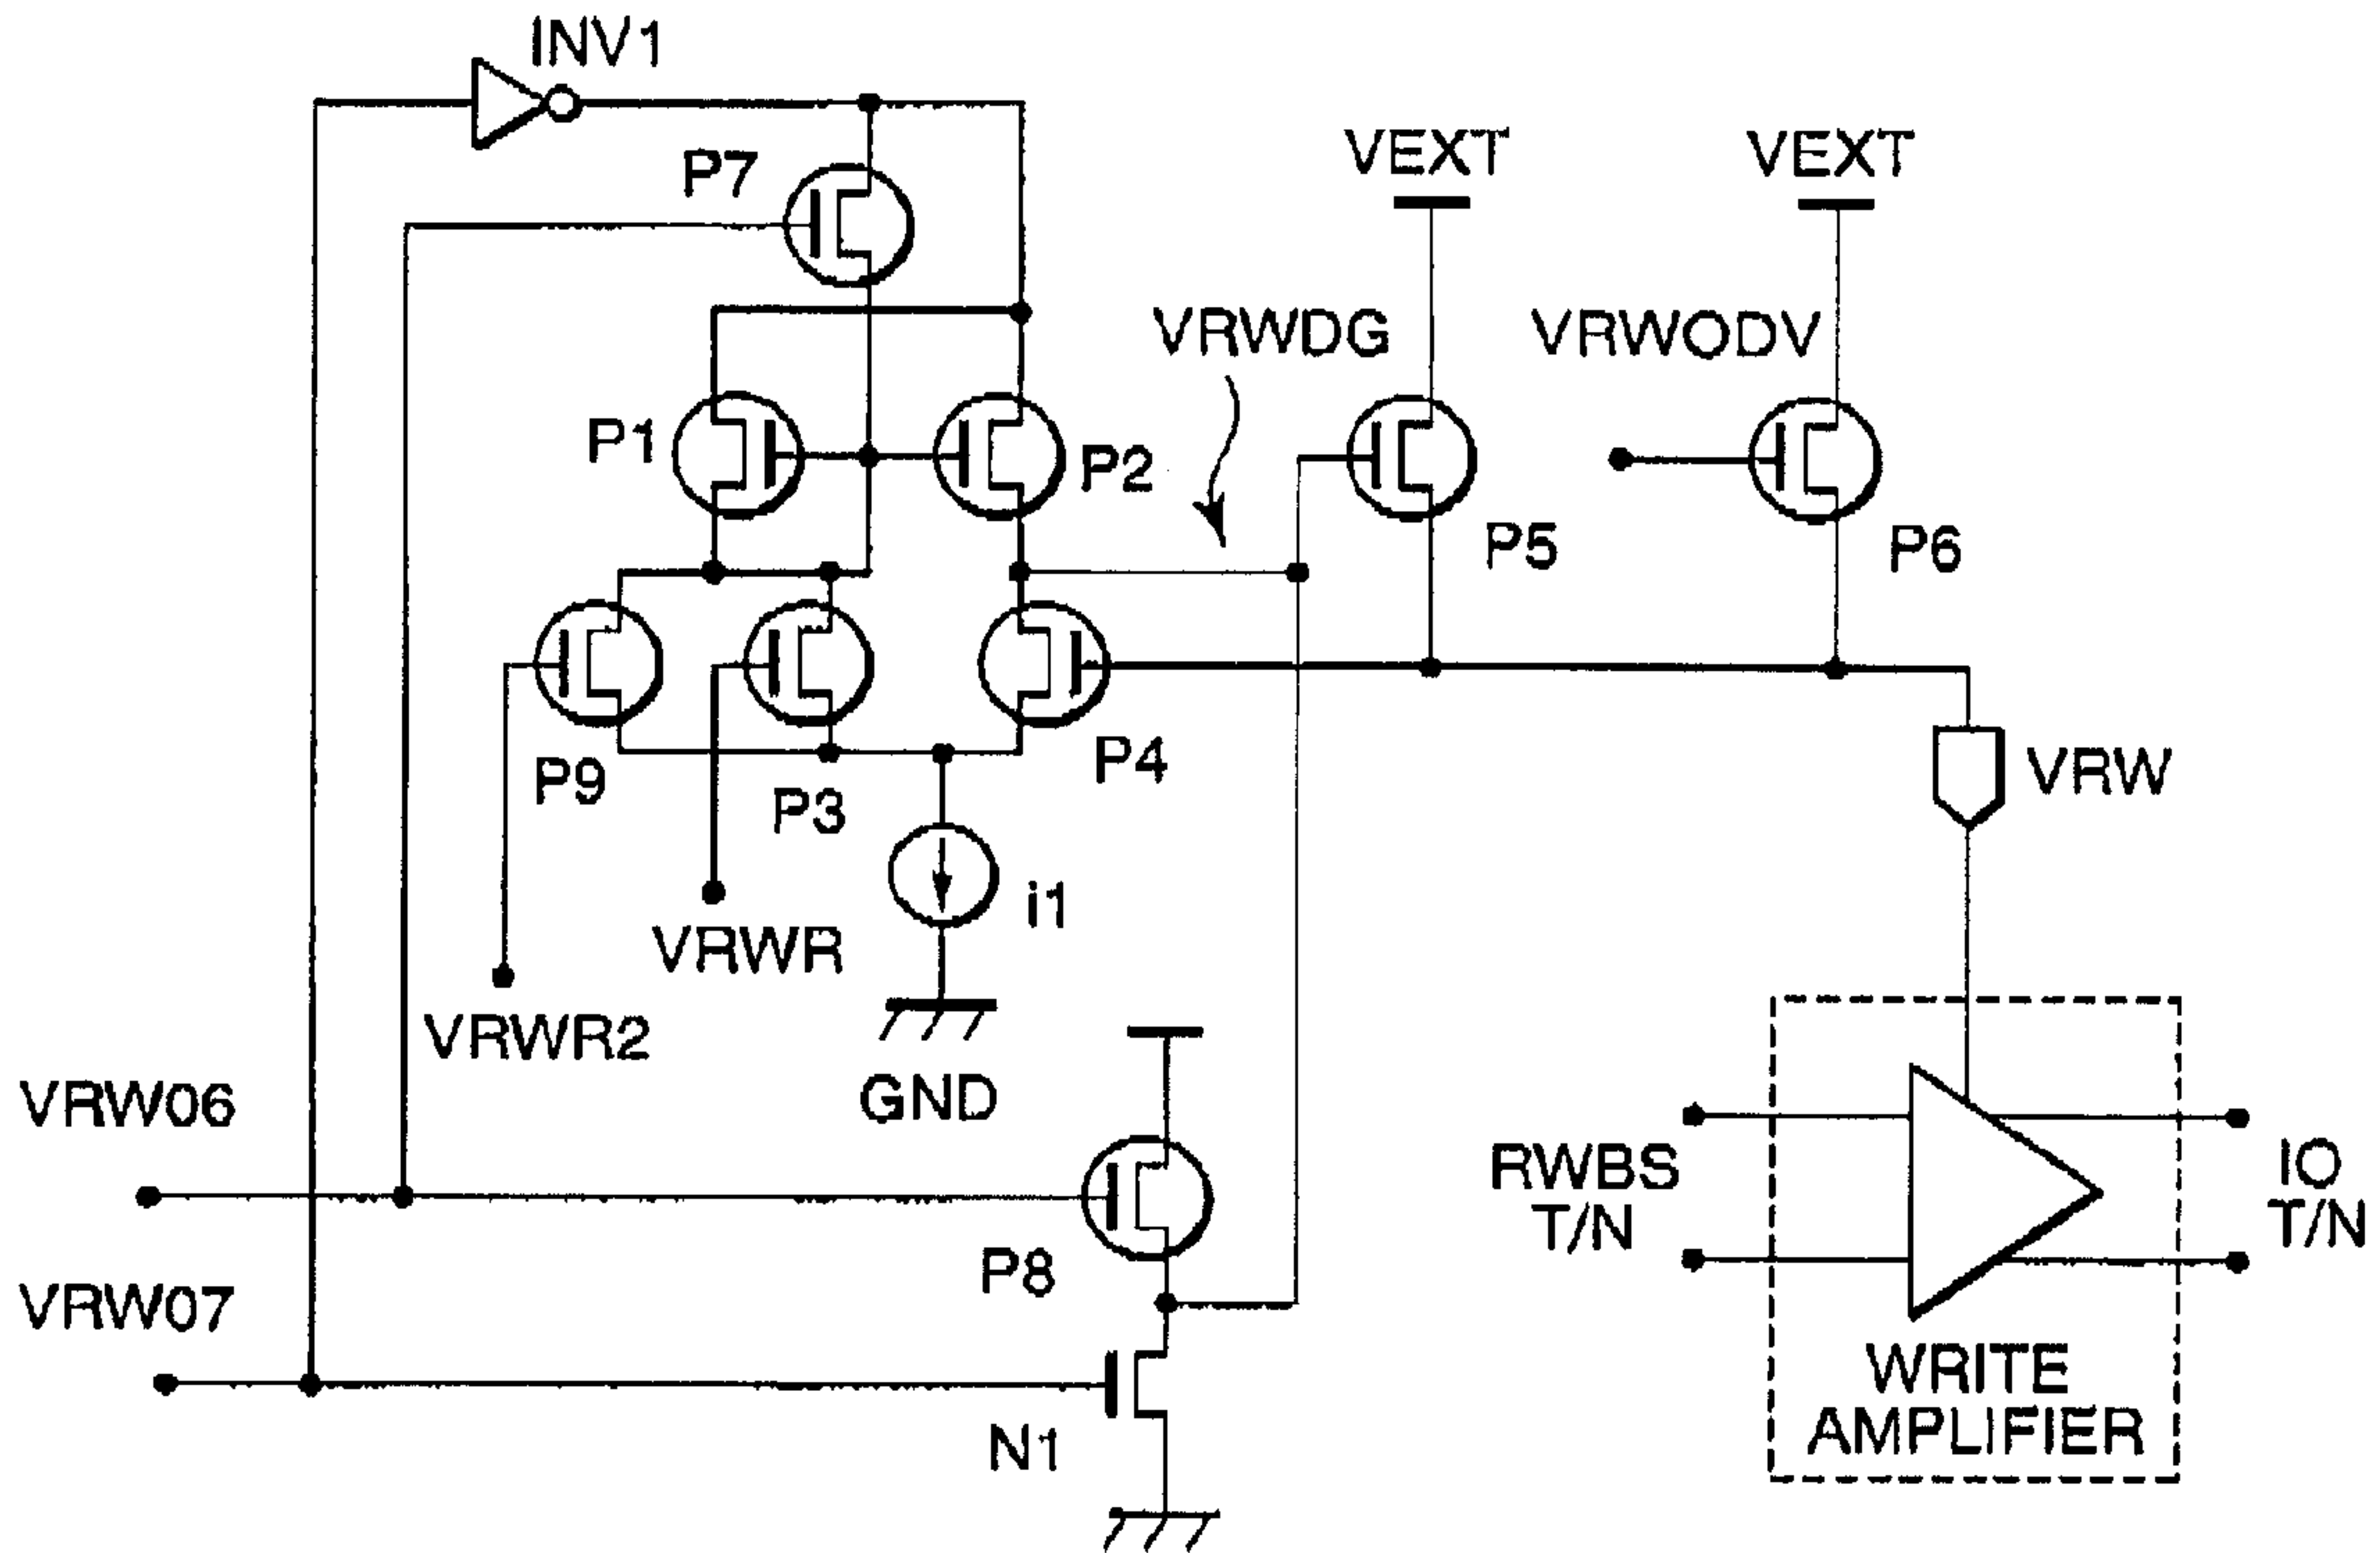 INV1
P7
VEXT
VEXT
VRWDG
VRWODV
P1
P2
P5
P6
P9
P3
P4
VRW
i1
VRWR
VRWR2
GND
VRW06
P8
VRW07
N1
RWBS
T/N
IO
T/N
WRITE
AMPLIFIER